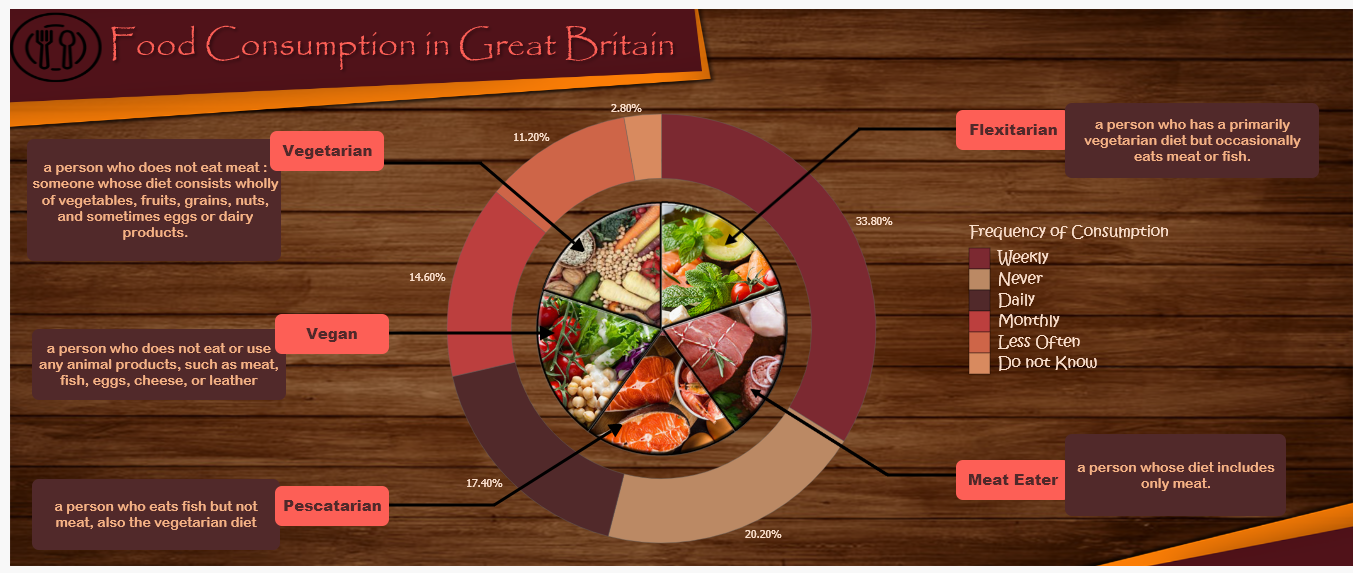 Food Consumption in Great Britain
2.80%
11.20%
33.80%
14.60%
17.40%
20.20%
Vegetarian
a person who does not eat meat :
someone whose diet consists wholly
of vegetables, fruits, grains, nuts,
and sometimes eggs or dairy
products.
Vegan
a person who does not eat or use
any animal products, such as meat,
fish, eggs, cheese, or leather
Pescatarian
a person who eats fish but not
meat, also the vegetarian diet
Flexitarian
a person who has a primarily
vegetarian diet but occasionally
eats meat or fish.
Frequency of Consumption
Weekly
Never
Daily
Monthly
Less Often
Do not Know
Meat Eater
a person whose diet includes
only meat.